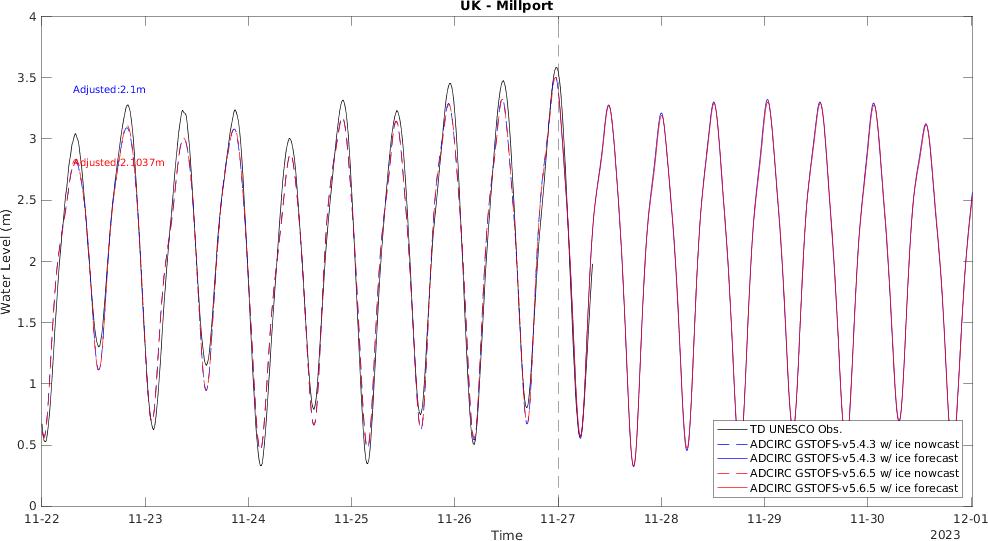 UK - Millport
4
3.5
3
2.5
2
1.5
1
0.5
0
Water Level (m)
Adjusted:2.1m
Adjusted:2.1037m
TD UNESCO Obs.
ADCIRC GSTOFS-v5.4.3 w/ ice nowcast
ADCIRC GSTOFS-v5.4.3 w/ ice forecast
ADCIRC GSTOFS-v5.6.5 w/ ice nowcast
ADCIRC GSTOFS-v5.6.5 w/ ice forecast
11-22 11-23 11-24 11-25 11-26 11-27 11-28 11-29 11-30 12-01
Time
2023